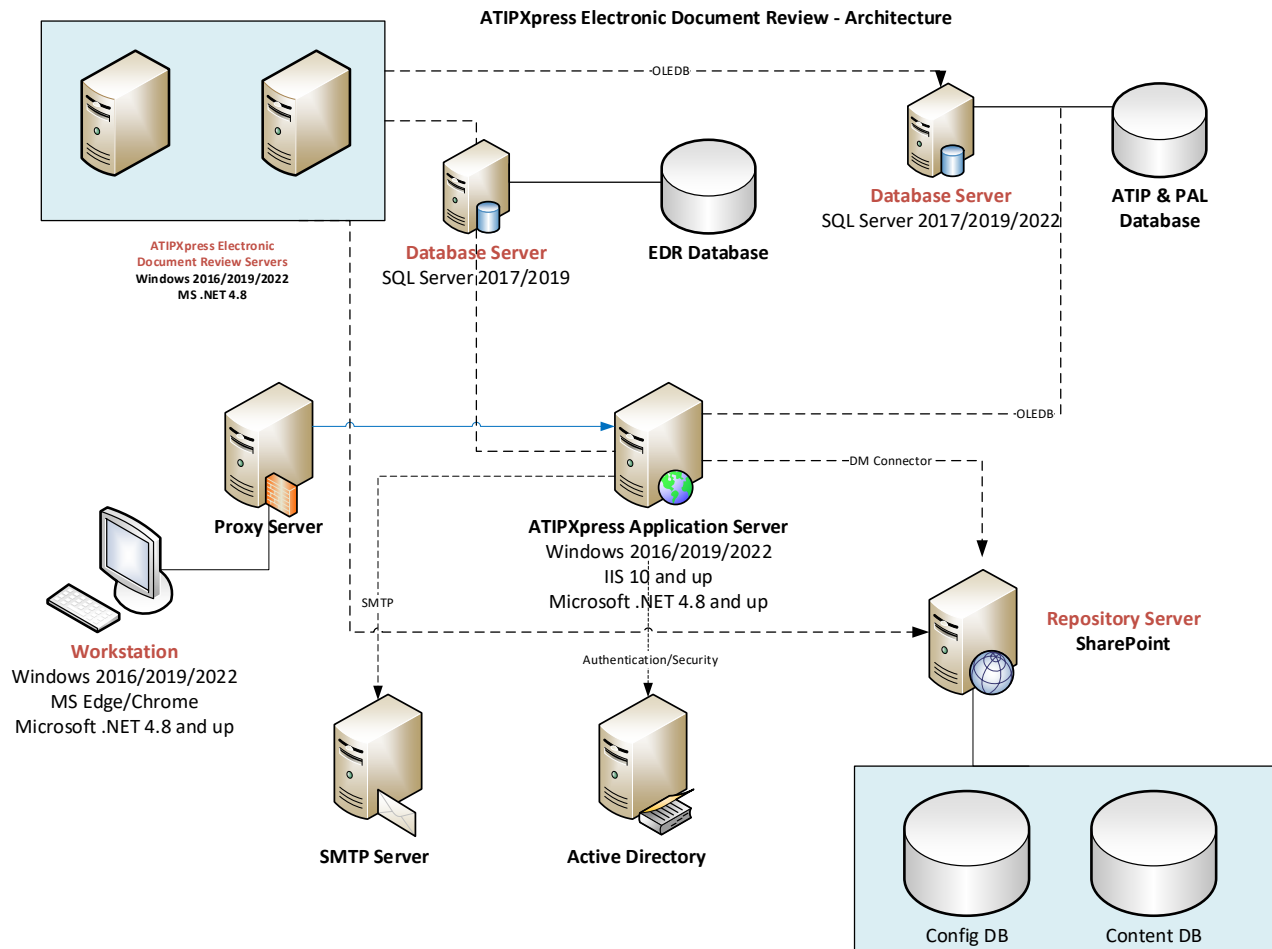 ATIPXpress Electronic Document Review - Architecture
OLEDB
Database Server
SQL Server 2017/2019/2022
ATIP & PAL
Database
Database Server
SQL Server 2017/2019
EDR Database
ATIPXpress Electronic
Document Review Servers
Windows 2016/2019/2022
MS .NET 4.8
OLEDB
DM Connector
Proxy Server
ATIPXpress Application Server
Windows 2016/2019/2022
IIS 10 and up
Microsoft .NET 4.8 and up
SMTP
Repository Server
SharePoint
Workstation
Windows 2016/2019/2022
MS Edge/Chrome
Microsoft .NET 4.8 and up
Authentication/Security
SMTP Server
Active Directory
Config DB
Content DB